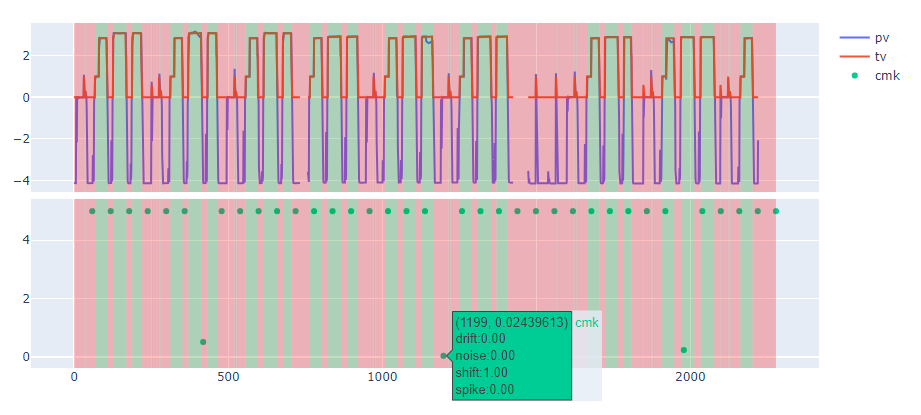 2
0
−2
−4
pv
tv
cmk
4
2
0
(1199, 0.02439613) cmk
drift:0.00
noise:0.00
shift:1.00
spike:0.00
0 500 1000 2000